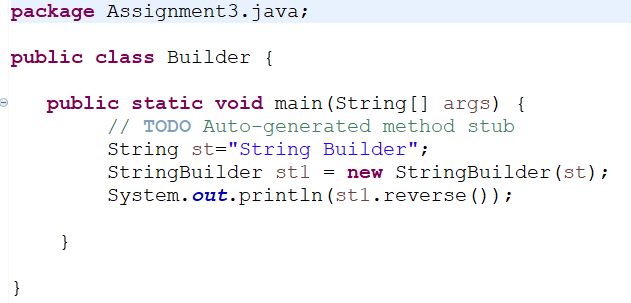 package Assignment3.java;
public class Builder {
public static void main(String[] args) {
// TODO Auto-generated method stub
String st="String Builder";
StringBuilder st1 = new StringBuilder(st);
System.out.println(st1.reverse());
}
}